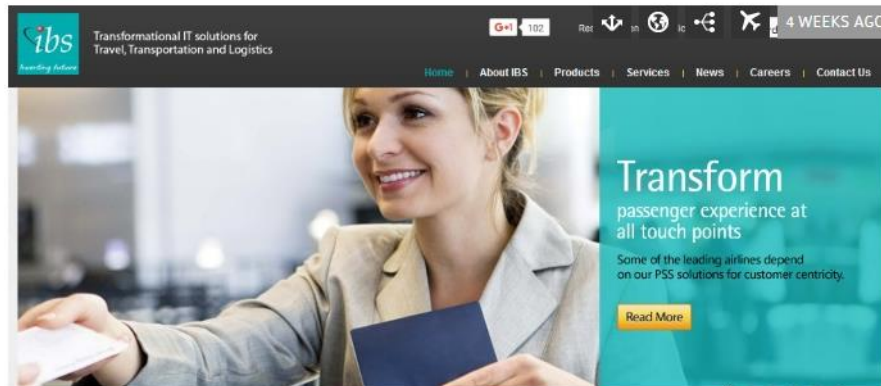 ibs
Inventing future
Transformational IT solutions for
Travel, Transportation and Logistics
G+1 102
4 WEEKS AGO
Home | About IBS | Products | Services | News | Careers | Contact Us
Transform
passenger experience at
all touch points
Some of the leading airlines depend
on our PSS solutions for customer centricity.
Read More